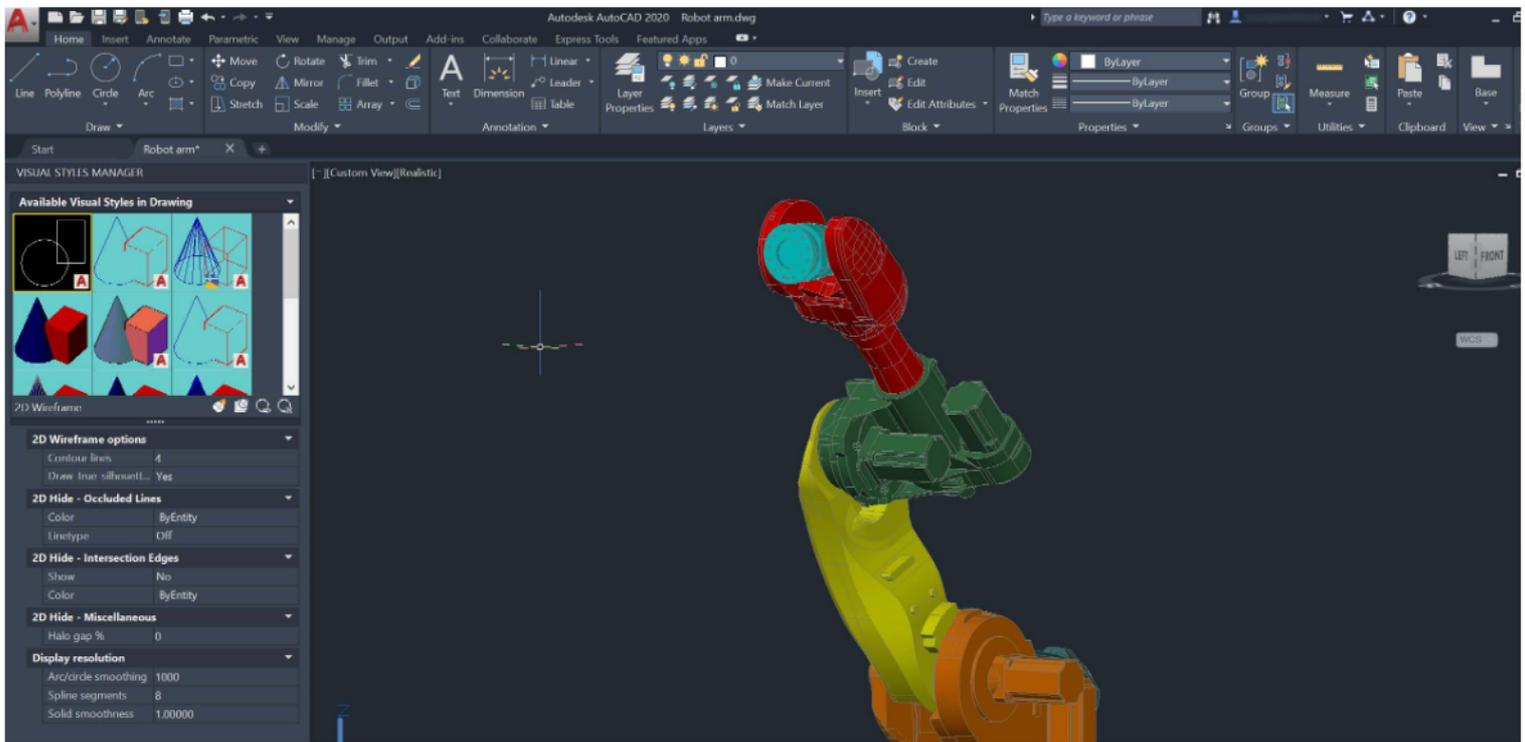 Autodesk AutoCAD 2020 Robot arm.dwg
Type a keyword or phrase
Home Insert Annotate Parametric View Manage Output Add-ins Collaborate Express Tools Featured Apps
Move Rotate Trim Linear 0 Create ByLayer
Copy Mirror Fillet Leader Make Current Edit ByLayer
Line Polyline Circle Arc Text Dimension Layer Properties Insert Match Properties Group Measure Paste Base
Stretch Scale Array Table Match Layer Edit Attributes ByLayer
Draw Modify Annotation Layers Block Properties Groups Utilities Clipboard View
Start Robot arm* X +
VISUAL STYLES MANAGER
[-][Custom View][Realistic]
Available Visual Styles in Drawing
LEFT FRONT
WCS
2D Wireframe
2D Wireframe options
Contour lines 4
Draw true silhouett... Yes
2D Hide - Occluded Lines
Color ByEntity
Linetype Off
2D Hide - Intersection Edges
Show No
Color ByEntity
2D Hide - Miscellaneous
Halo gap % 0
Display resolution
Arc/circle smoothing 1000
Spline segments 8
Solid smoothness 1.00000
Z